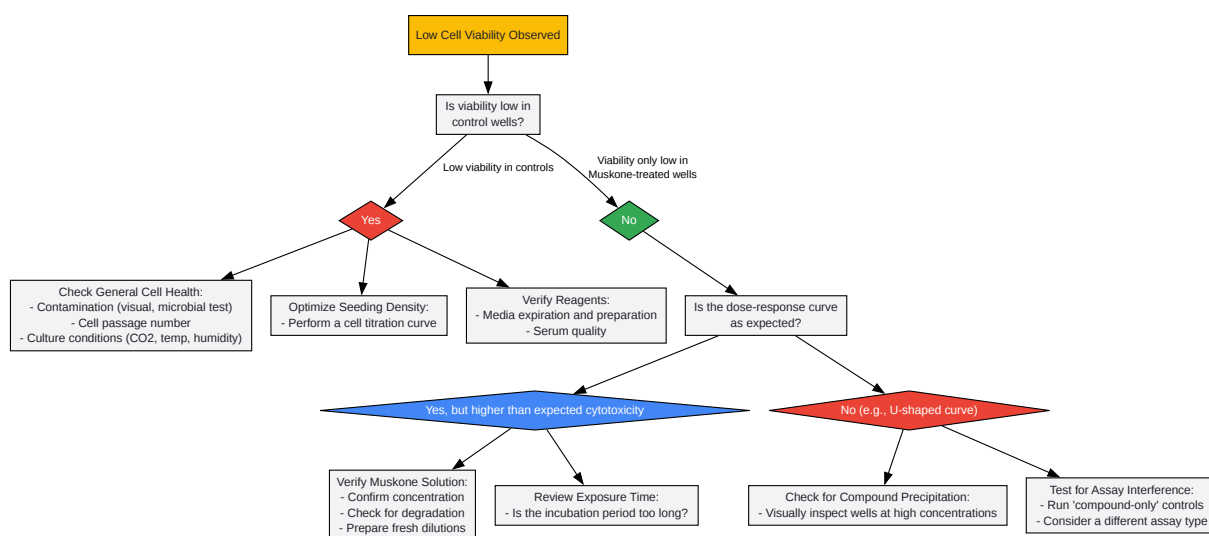 Low Cell Viability Observed
Is viability low in
control wells?
Low viability in controls
Viability only low in
Muskone-treated wells
Yes
No
Check General Cell Health:
- Contamination (visual, microbial test)
- Cell passage number
- Culture conditions (CO2, temp, humidity)
Optimize Seeding Density:
- Perform a cell titration curve
Verify Reagents:
- Media expiration and preparation
- Serum quality
Is the dose-response curve
as expected?
Yes, but higher than expected cytotoxicity
No (e.g., U-shaped curve)
Verify Muskone Solution:
- Confirm concentration
- Check for degradation
- Prepare fresh dilutions
Review Exposure Time:
- Is the incubation period too long?
Check for Compound Precipitation:
- Visually inspect wells at high concentrations
Test for Assay Interference:
- Run 'compound-only' controls
- Consider a different assay type